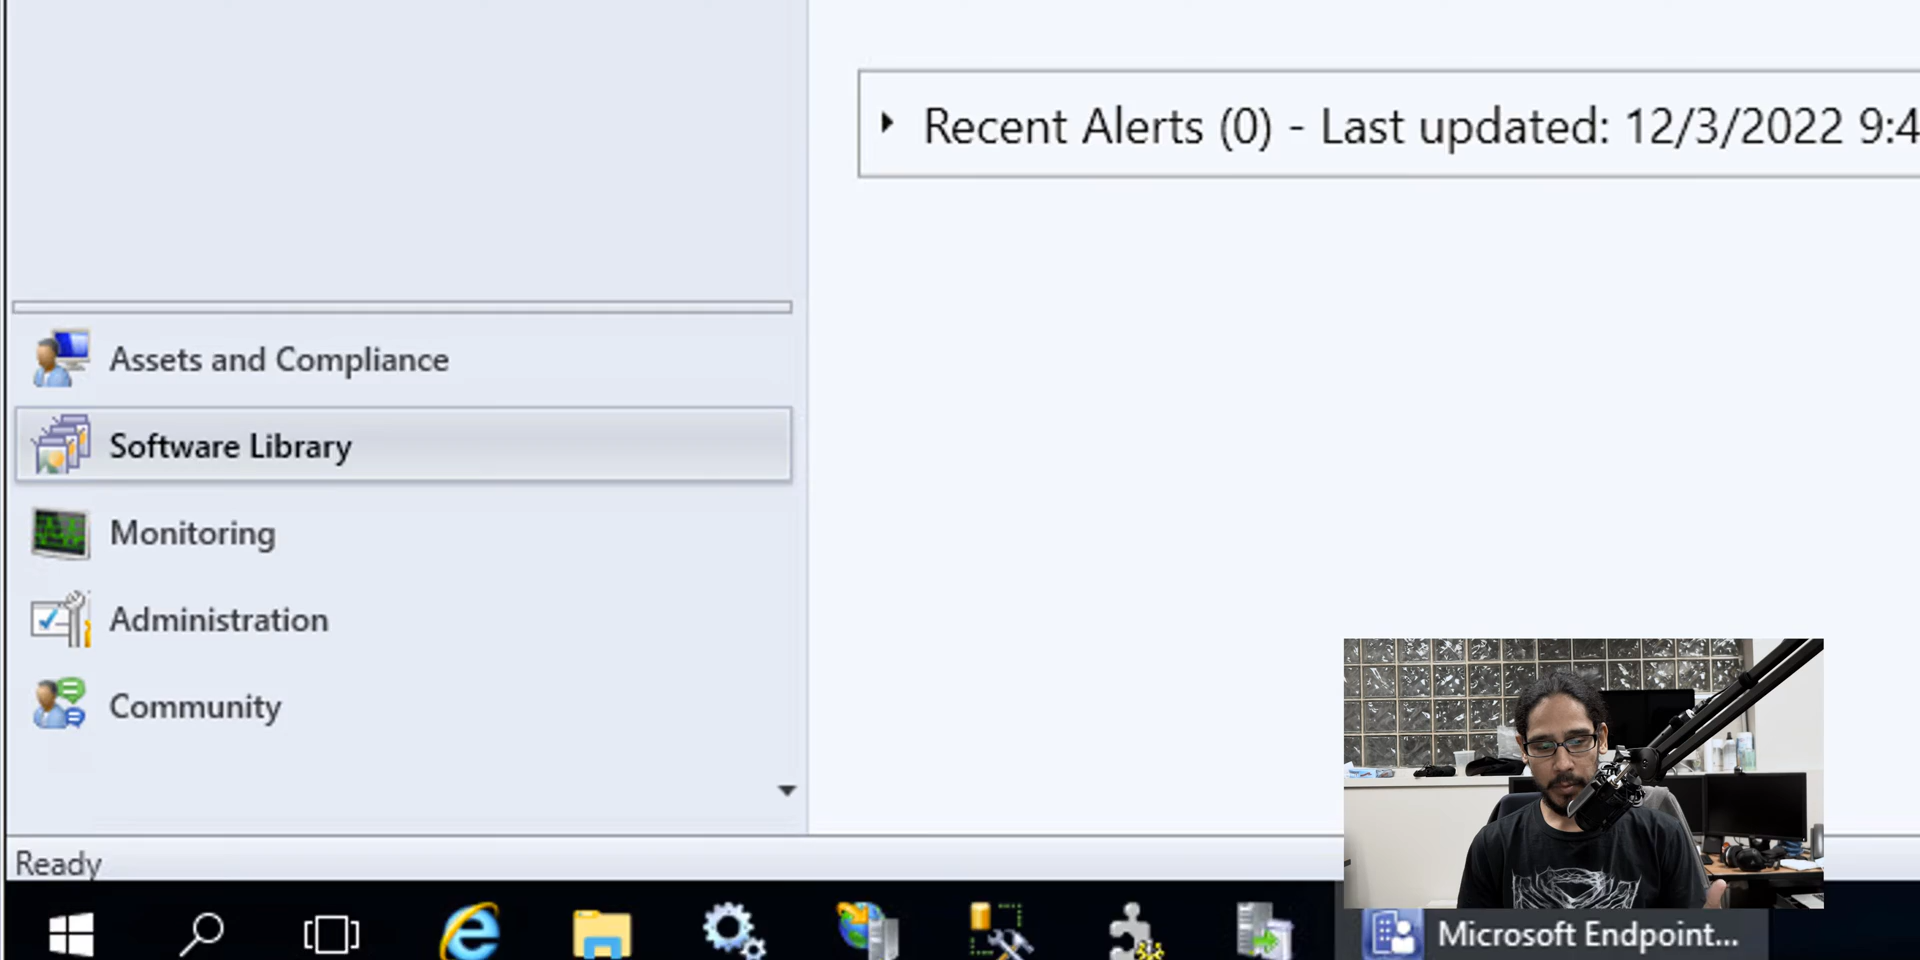 Recent Alerts (0) - Last updated: 12/3/2022 9:4
Assets and Compliance
Software Library
Monitoring
Administration
Community
Ready
Microsoft Endpoint...